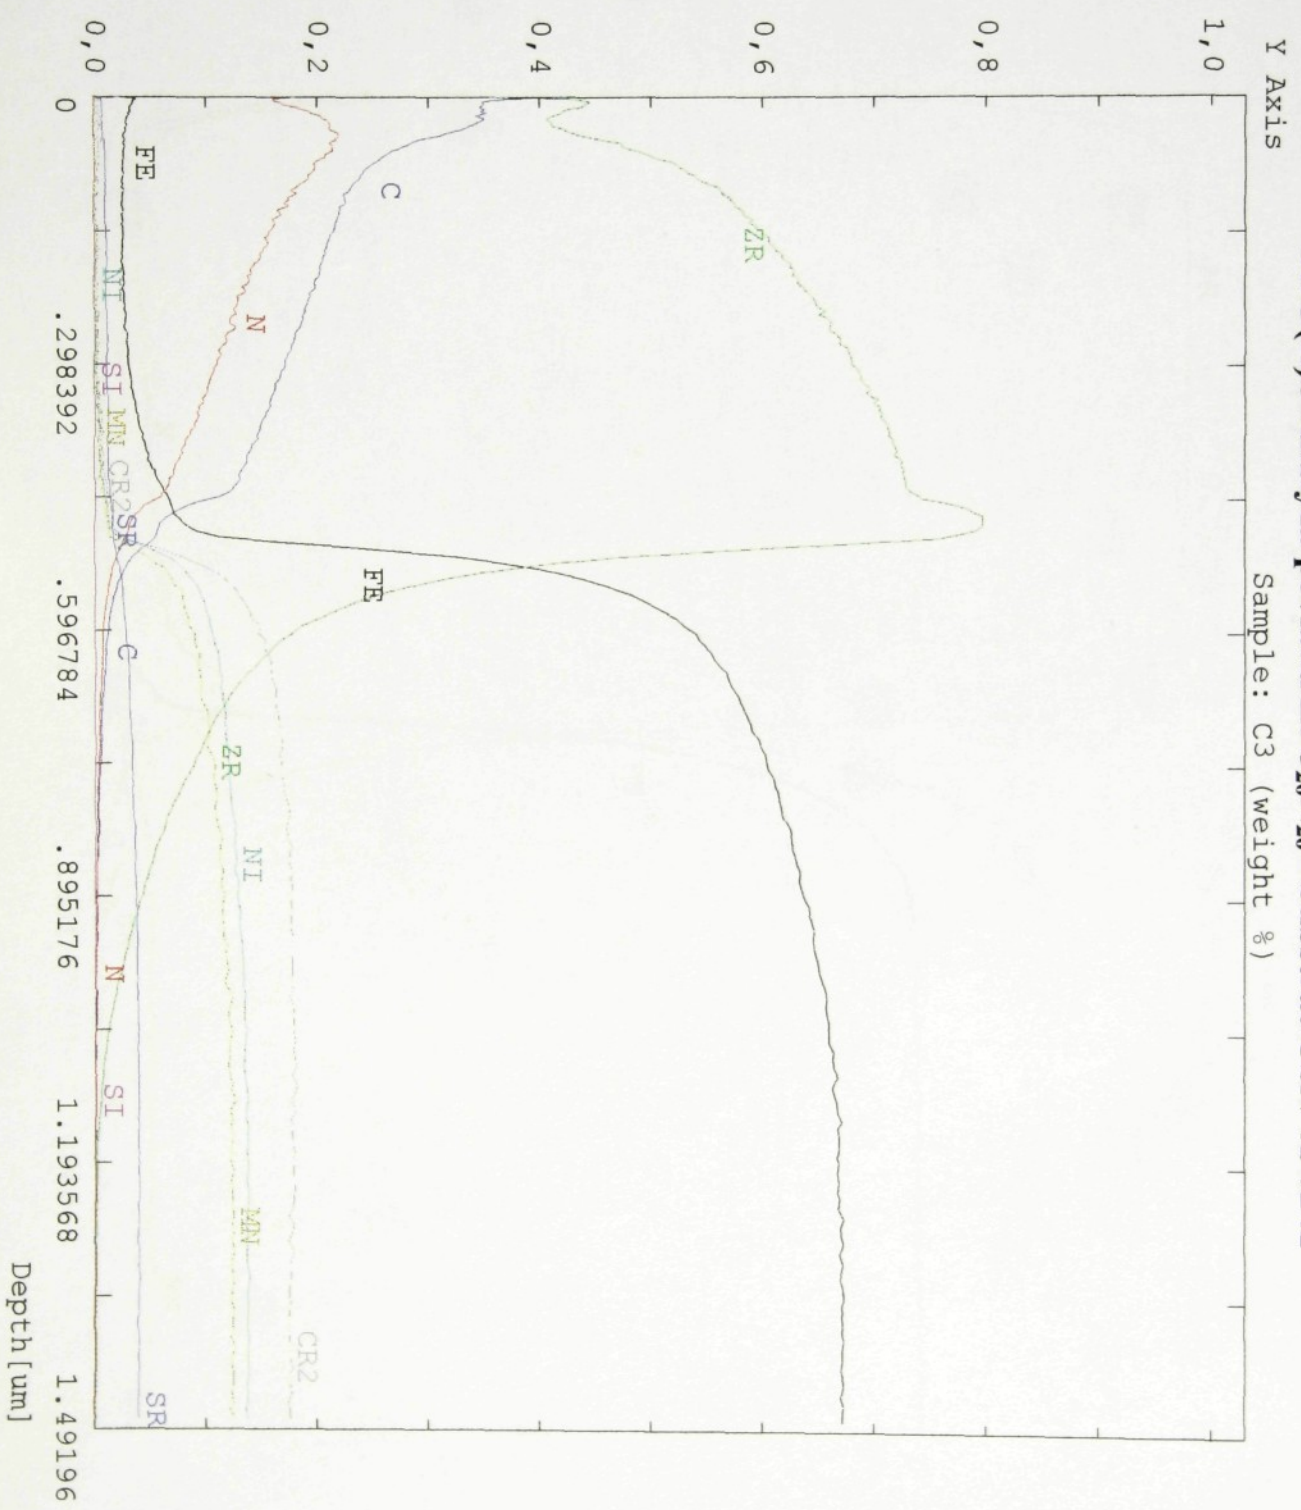 Sample: C3 (weight %)
Y Axis
1,0
0,8
0,6
0,4
0,2
0,0
ZR
C
N
FE
NI
SI
MN
CR2
SR
FE
C
ZR
NI
N
SI
MN
CR2
SR
0
.298392
.596784
.895176
1.193568
1.49196
Depth[um]